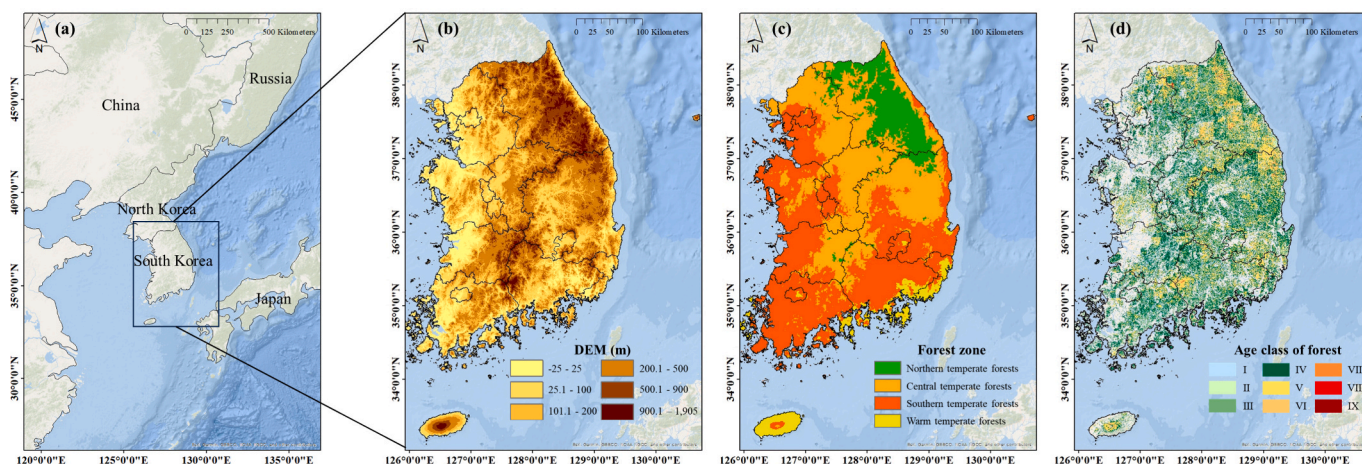 (a)
N
0 125 250 500 Kilometers
Russia
China
North Korea
South Korea
Japan
45°0'0"N
40°0'0"N
35°0'0"N
30°0'0"N
120°0'0"E 125°0'0"E 130°0'0"E 135°0'0"E
(b)
N
0 25 50 100 Kilometers
38°0'0"N
37°0'0"N
36°0'0"N
35°0'0"N
34°0'0"N
DEM (m)
-25 - 25
25.1 - 100
101.1 - 200
200.1 - 500
500.1 - 900
900.1 - 1,905
126°0'0"E 127°0'0"E 128°0'0"E 129°0'0"E 130°0'0"E
(c)
N
0 25 50 100 Kilometers
38°0'0"N
37°0'0"N
36°0'0"N
35°0'0"N
34°0'0"N
Forest zone
Northern temperate forests
Central temperate forests
Southern temperate forests
Warm temperate forests
126°0'0"E 127°0'0"E 128°0'0"E 129°0'0"E 130°0'0"E
(d)
N
0 25 50 100 Kilometers
38°0'0"N
37°0'0"N
36°0'0"N
35°0'0"N
34°0'0"N
Age class of forest
I
II
III
IV
V
VI
VII
VII
IX
126°0'0"E 127°0'0"E 128°0'0"E 129°0'0"E 130°0'0"E